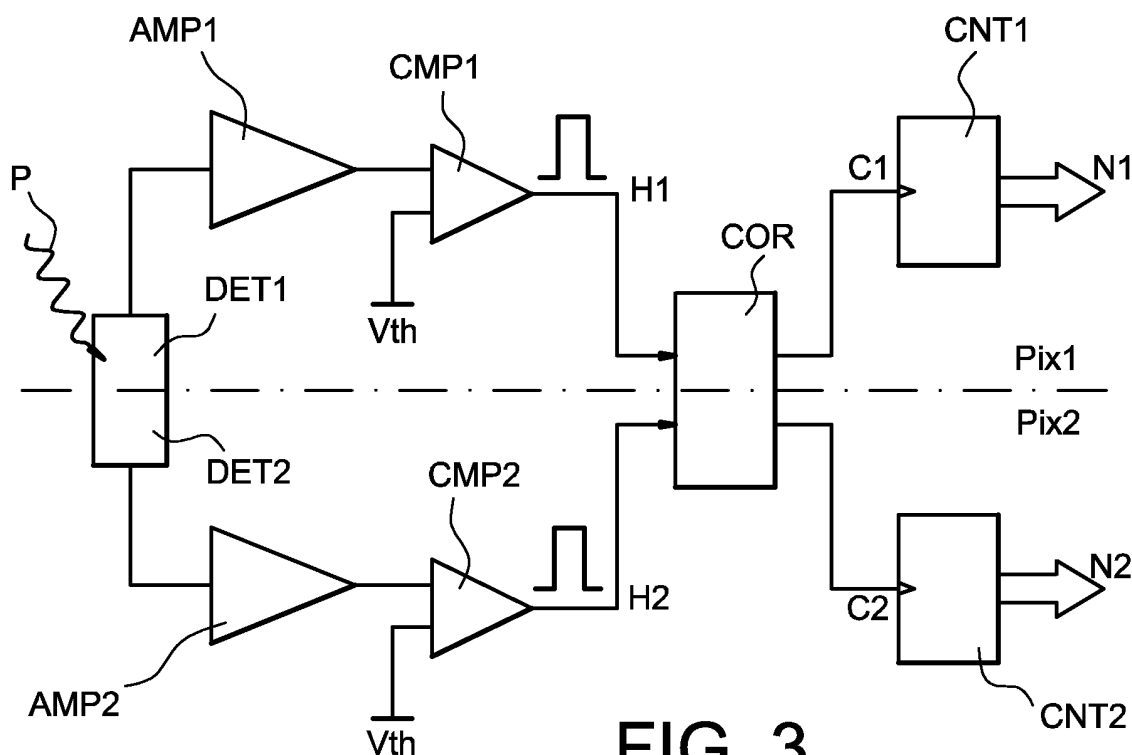 AMP1
CNT1
CMP1
P
C1
N1
H1
COR
DET1
Vth
Pix1
Pix2
DET2
CMP2
N2
H2
C2
AMP2
CNT2
Vth
FIG. 3